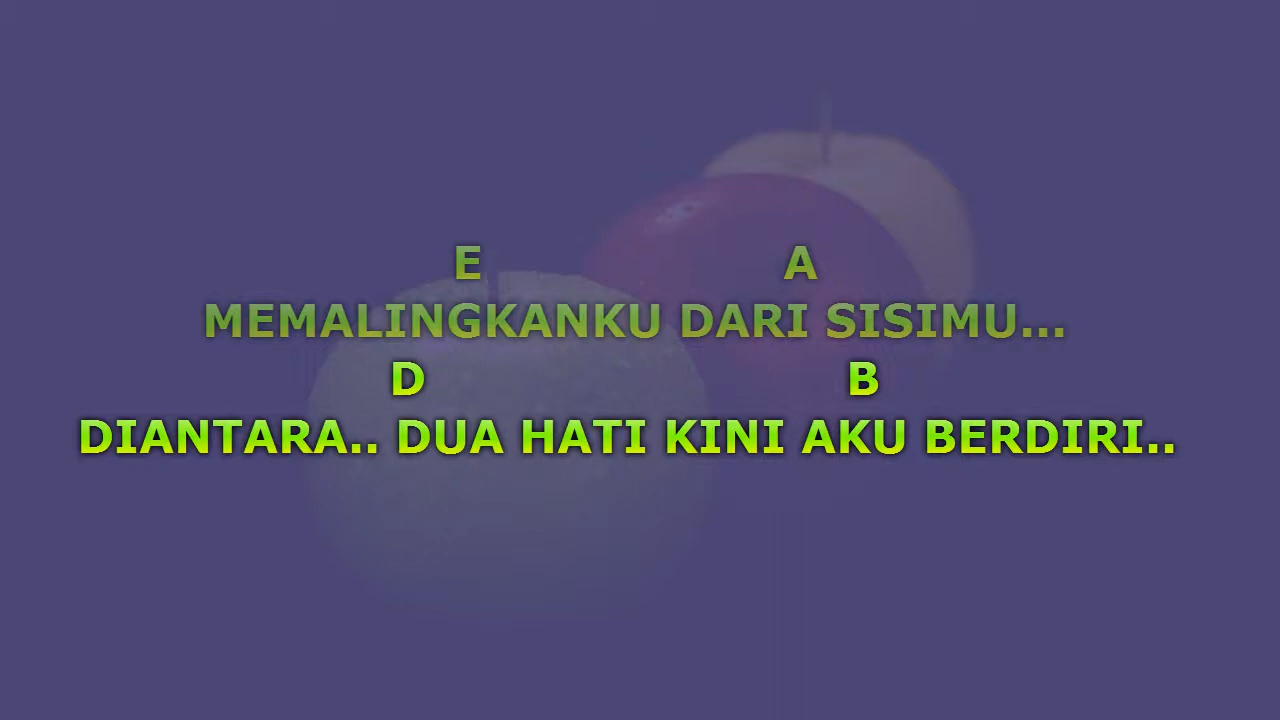 E A
MEMALINGKANKU DARI SISIMU...
D B
DIANTARA.. DUA HATI KINI AKU BERDIRI..